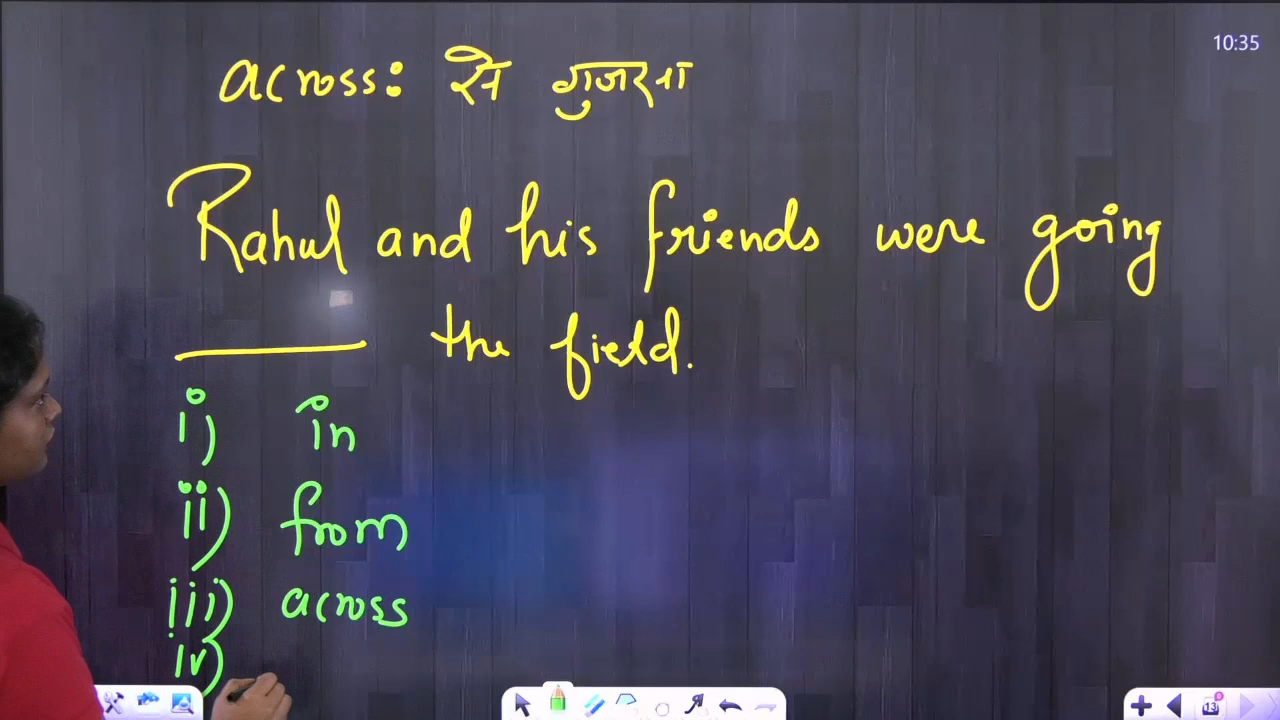 10:35
across: से गुजरना
Rahul and his friends were going
______ the field.
i) in
ii) from
iii) across
iv)
13